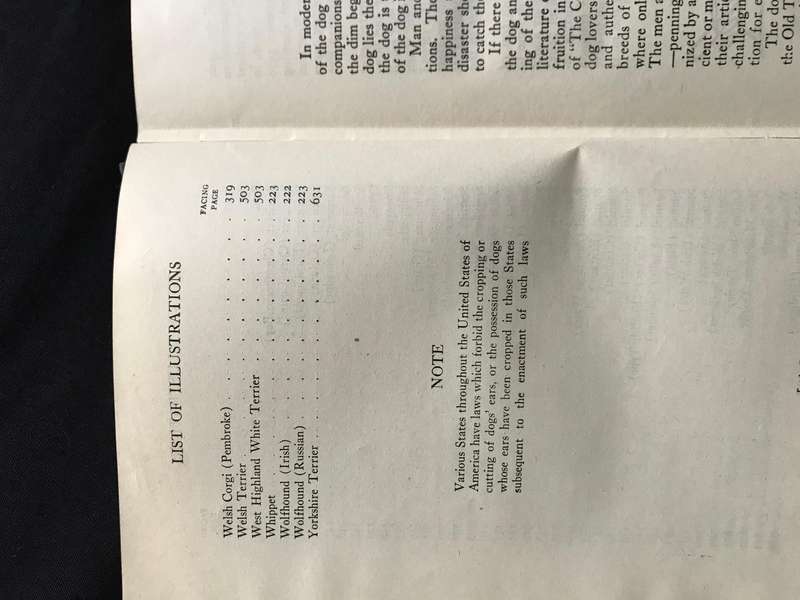 LIST OF ILLUSTRATIONS
FACING
PAGE
Welsh Corgi (Pembroke) . . . . . . . . . . 319
Welsh Terrier . . . . . . . . . . . . . 503
West Highland White Terrier . . . . . . . . . 503
Whippet . . . . . . . . . . . . . . 223
Wolfhound (Irish) . . . . . . . . . . . . 222
Wolfhound (Russian) . . . . . . . . . . . 223
Yorkshire Terrier . . . . . . . . . . . . 631
NOTE
Various States throughout the United States of
America have laws which forbid the cropping or
cutting of dogs' ears, or the possession of dogs
whose ears have been cropped in those States
subsequent to the enactment of such laws
In moder
of the dog
companions
the dim beg
dog lies the
the dog is
of the dog i
Man and
tions. The
happiness
disaster sh
to catch th
If there
the dog an
ing of the
literature
fruition in
of "The C
dog lovers
and authe
breeds of
where onl
The men a
—penning
nized by a
cient or m
their artic
challengin
tion for e
The do
the Old T